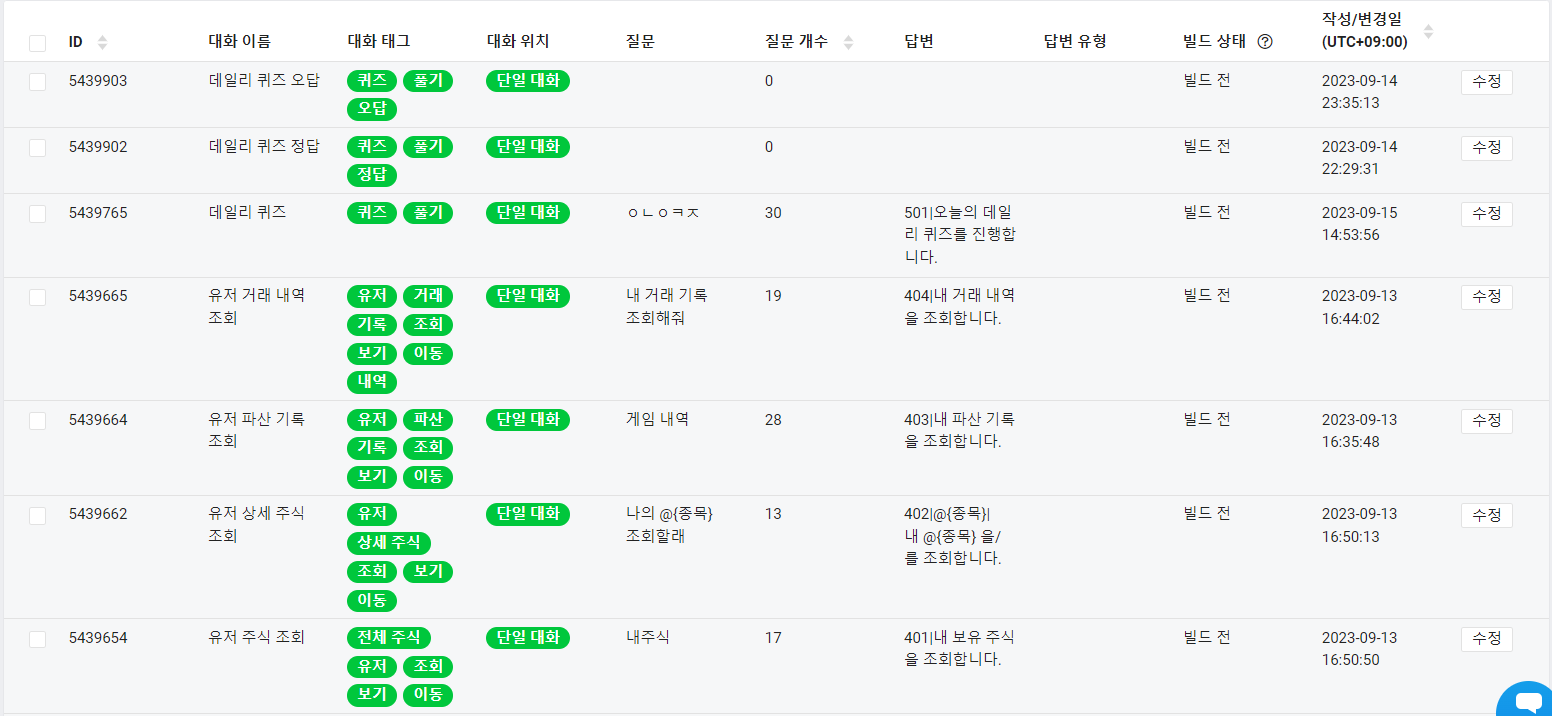 ID 대화 이름 대화 태그 대화 위치 질문 질문 개수 답변 답변 유형 빌드 상태 작성/변경일
(UTC+09:00)
5439903 데일리 퀴즈 오답 퀴즈 풀기 단일 대화 0 빌드 전 2023-09-14 수정
오답 23:35:13
5439902 데일리 퀴즈 정답 퀴즈 풀기 단일 대화 0 빌드 전 2023-09-14 수정
정답 22:29:31
5439765 데일리 퀴즈 퀴즈 풀기 단일 대화 ㅇㄴㅇㅋㅈ 30 501|오늘의 데일 빌드 전 2023-09-15 수정
리 퀴즈를 진행합 14:53:56
니다.
5439665 유저 거래 내역 유저 거래 단일 대화 내 거래 기록 19 404|내 거래 내역 빌드 전 2023-09-13 수정
조회 기록 조회 조회해줘 을 조회합니다. 16:44:02
보기 이동
내역
5439664 유저 파산 기록 유저 파산 단일 대화 게임 내역 28 403|내 파산 기록 빌드 전 2023-09-13 수정
조회 기록 조회 을 조회합니다. 16:35:48
보기 이동
5439662 유저 상세 주식 유저 단일 대화 나의 @{종목} 13 402|@{종목}| 빌드 전 2023-09-13 수정
조회 상세 주식 조회할래 내 @{종목} 을/ 16:50:13
조회 보기 를 조회합니다.
이동
5439654 유저 주식 조회 전체 주식 단일 대화 내주식 17 401|내 보유 주식 빌드 전 2023-09-13 수정
유저 조회 을 조회합니다. 16:50:50
보기 이동